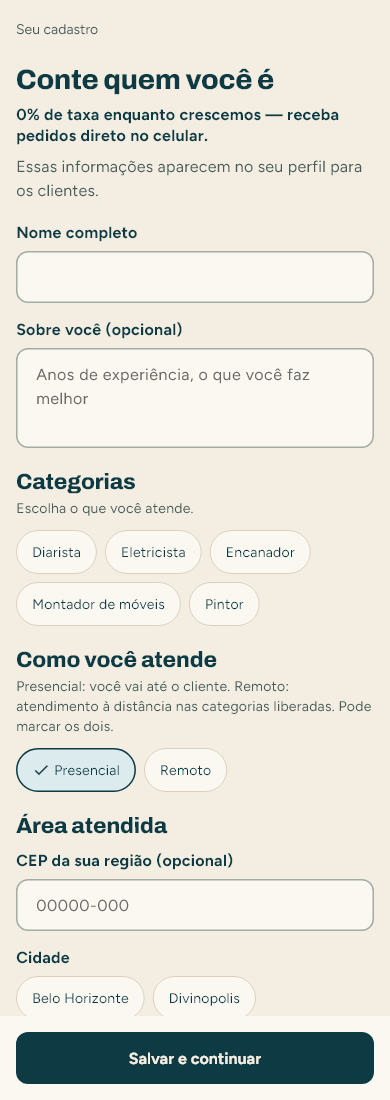 Seu cadastro
Conte quem você é
0% de taxa enquanto crescemos — receba
pedidos direto no celular.
Essas informações aparecem no seu perfil para
os clientes.
Nome completo
Sobre você (opcional)
Anos de experiência, o que você faz
melhor
Categorias
Escolha o que você atende.
Diarista
Eletricista
Encanador
Montador de móveis
Pintor
Como você atende
Presencial: você vai até o cliente. Remoto:
atendimento à distância nas categorias liberadas. Pode
marcar os dois.
Presencial
Remoto
Área atendida
CEP da sua região (opcional)
00000-000
Cidade
Belo Horizonte
Divinopolis
Salvar e continuar